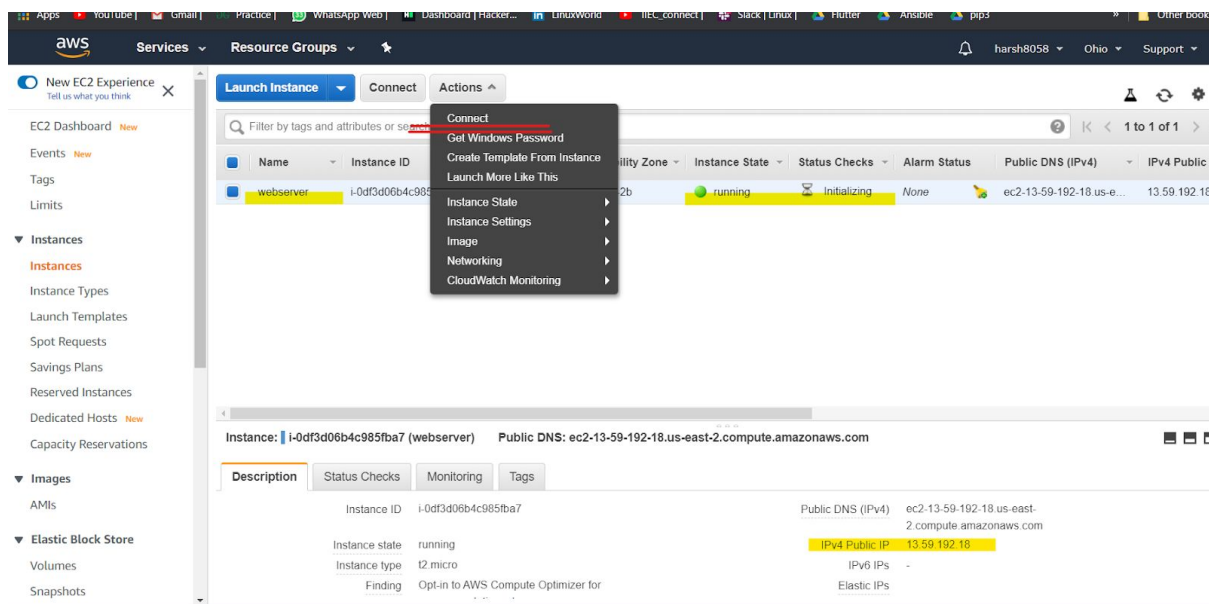 Apps YouTube | Gmail | Practice | WhatsApp Web | Dashboard | Hacker... LinuxWorld IIEC_connect | Slack | Linux | Flutter Ansible pip3 » Other book
aws Services Resource Groups harsh8058 Ohio Support
New EC2 Experience
Tell us what you think
EC2 Dashboard New
Events New
Tags
Limits
Instances
Instances
Instance Types
Launch Templates
Spot Requests
Savings Plans
Reserved Instances
Dedicated Hosts New
Capacity Reservations
Images
AMIs
Elastic Block Store
Volumes
Snapshots
Launch Instance Connect Actions
Filter by tags and attributes or search
1 to 1 of 1
Connect
Get Windows Password
Create Template From Instance
Launch More Like This
Instance State
Instance Settings
Image
Networking
CloudWatch Monitoring
Name Instance ID ility Zone Instance State Status Checks Alarm Status Public DNS (IPv4) IPv4 Public
webserver i-0df3d06b4c985 2b running Initializing None ec2-13-59-192-18.us-e... 13.59.192.18
Instance: i-0df3d06b4c985fba7 (webserver) Public DNS: ec2-13-59-192-18.us-east-2.compute.amazonaws.com
Description Status Checks Monitoring Tags
Instance ID i-0df3d06b4c985fba7
Instance state running
Instance type t2.micro
Finding Opt-in to AWS Compute Optimizer for
Public DNS (IPv4) ec2-13-59-192-18.us-east-
2.compute.amazonaws.com
IPv4 Public IP 13.59.192.18
IPv6 IPs -
Elastic IPs